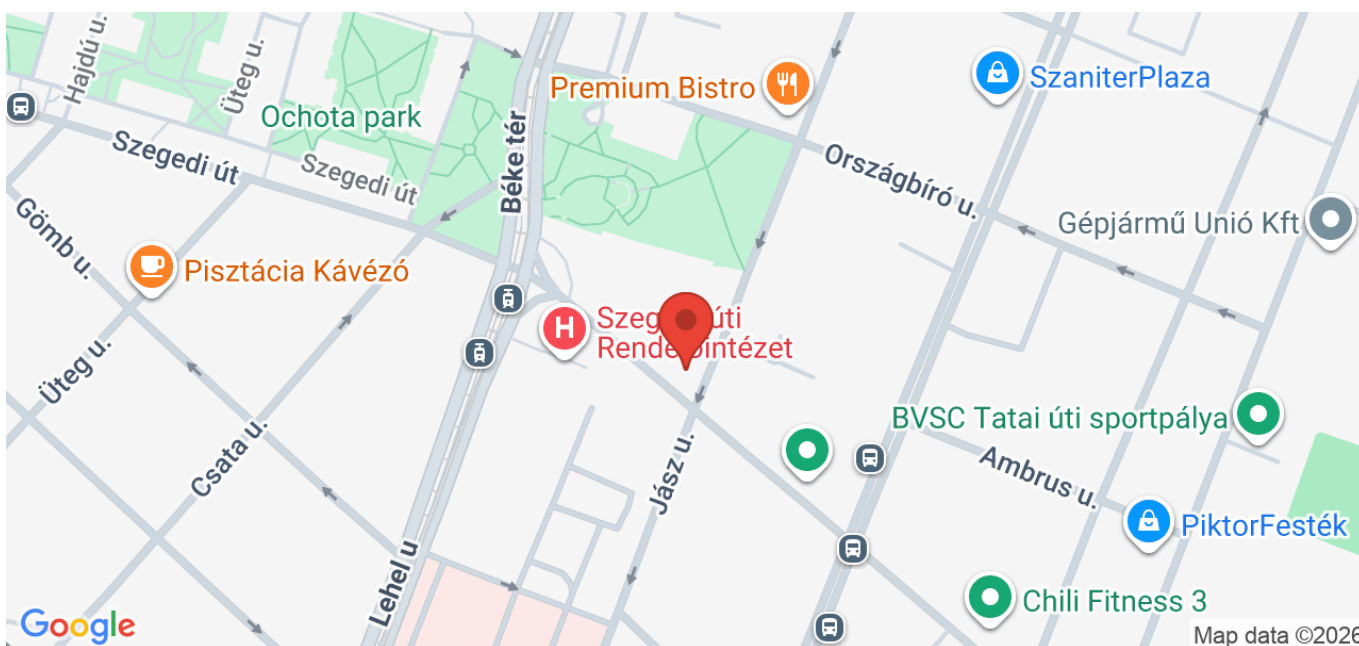 Hajdú u.
Üteg u.
Ochota park
Premium Bistro
SzaniterPlaza
Szegedi út
Szegedi út
Béke tér
Országbíró u.
Gömb u.
Gépjármű Unió Kft
Pisztácia Kávézó
H
Üteg u.
Csata u.
Jász u.
BVSC Tatai úti sportpálya
Ambrus u.
PiktorFesték
Lehel u
Chili Fitness 3
Google
Map data ©2026